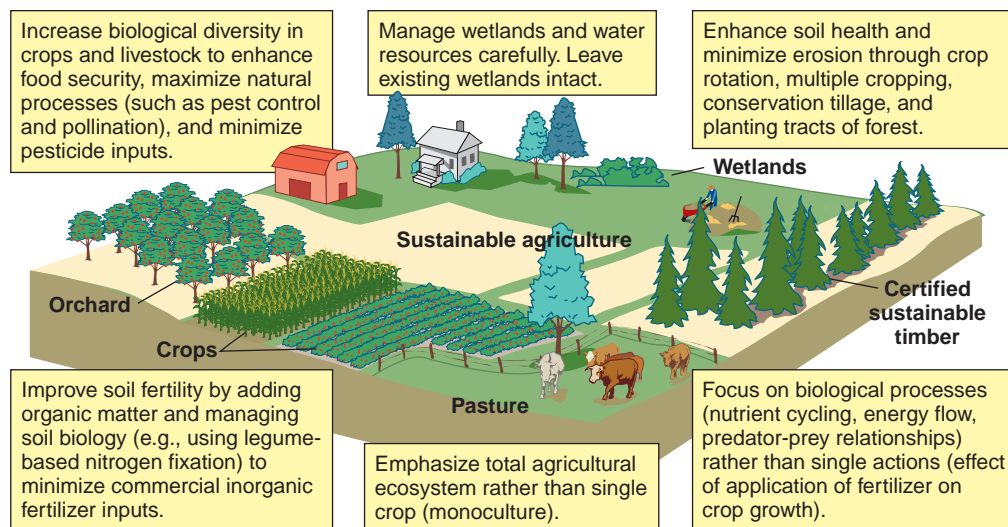 Increase biological diversity in
crops and livestock to enhance
food security, maximize natural
processes (such as pest control
and pollination), and minimize
pesticide inputs.
Manage wetlands and water
resources carefully. Leave
existing wetlands intact.
Enhance soil health and
minimize erosion through crop
rotation, multiple cropping,
conservation tillage, and
planting tracts of forest.
Wetlands
Sustainable agriculture
Orchard
Certified
sustainable
timber
Crops
Pasture
Improve soil fertility by adding
organic matter and managing
soil biology (e.g., using legume-
based nitrogen fixation) to
minimize commercial inorganic
fertilizer inputs.
Emphasize total agricultural
ecosystem rather than single
crop (monoculture).
Focus on biological processes
(nutrient cycling, energy flow,
predator-prey relationships)
rather than single actions (effect
of application of fertilizer on
crop growth).